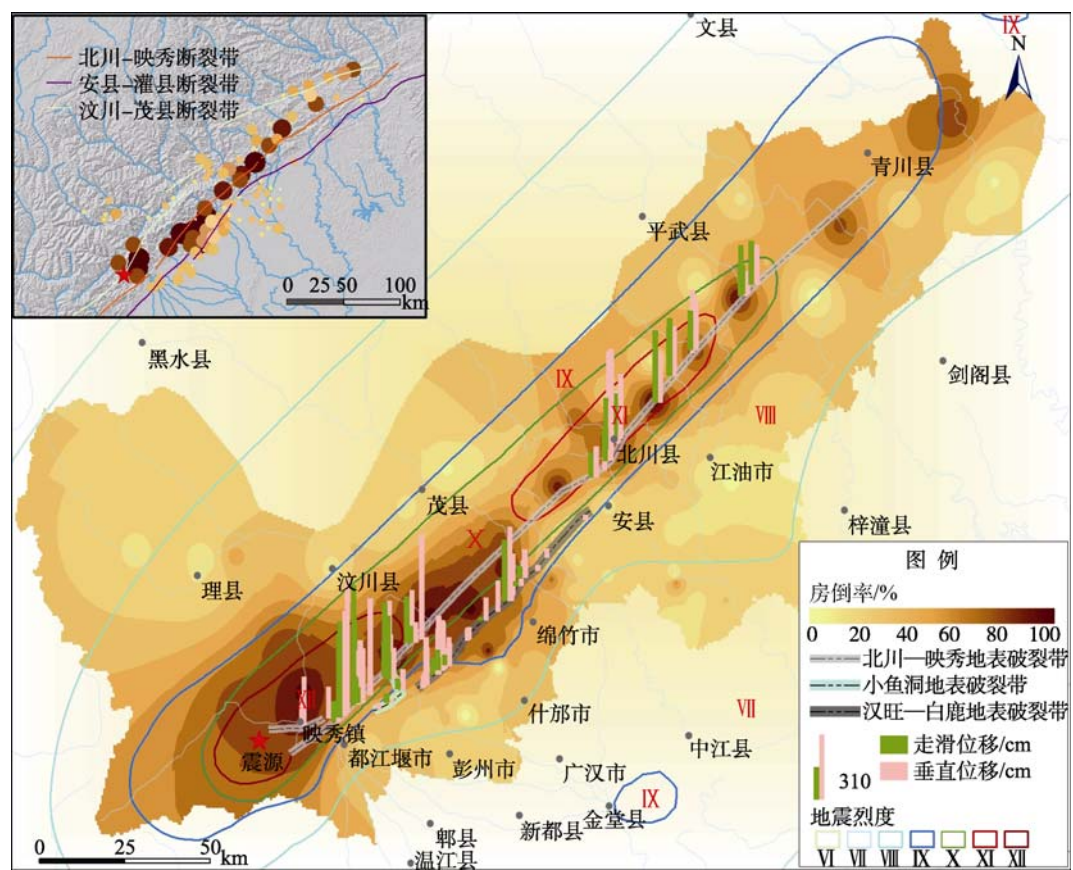 北川-映秀断裂带
安县-灌县断裂带
汶川-茂县断裂带
0 25 50 100
km
文县
Ⅸ
N
青川县
平武县
黑水县
剑阁县
Ⅸ
Ⅺ
Ⅷ
北川县
江油市
茂县
安县
梓潼县
Ⅹ
汶川县
理县
绵竹市
Ⅻ
映秀镇
震源
都江堰市
什邡市
彭州市
广汉市
Ⅶ
中江县
Ⅸ
金堂县
新都县
郫县
温江县
0 25 50
km
图 例
房倒率/%
0 20 40 60 80 100
北川—映秀地表破裂带
小鱼洞地表破裂带
汉旺—白鹿地表破裂带
走滑位移/cm
310
垂直位移/cm
地震烈度
Ⅵ Ⅶ Ⅷ Ⅸ Ⅹ Ⅺ Ⅻ